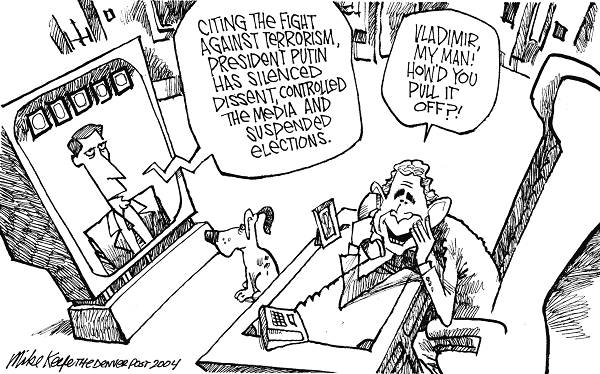 CITING THE FIGHT
AGAINST TERRORISM,
PRESIDENT PUTIN
HAS SILENCED
DISSENT, CONTROLLED
THE MEDIA AND
SUSPENDED
ELECTIONS.
VLADIMIR,
MY MAN!
HOW'D YOU
PULL IT
OFF?!
MIKE KEEFE THE DENVER POST 2004